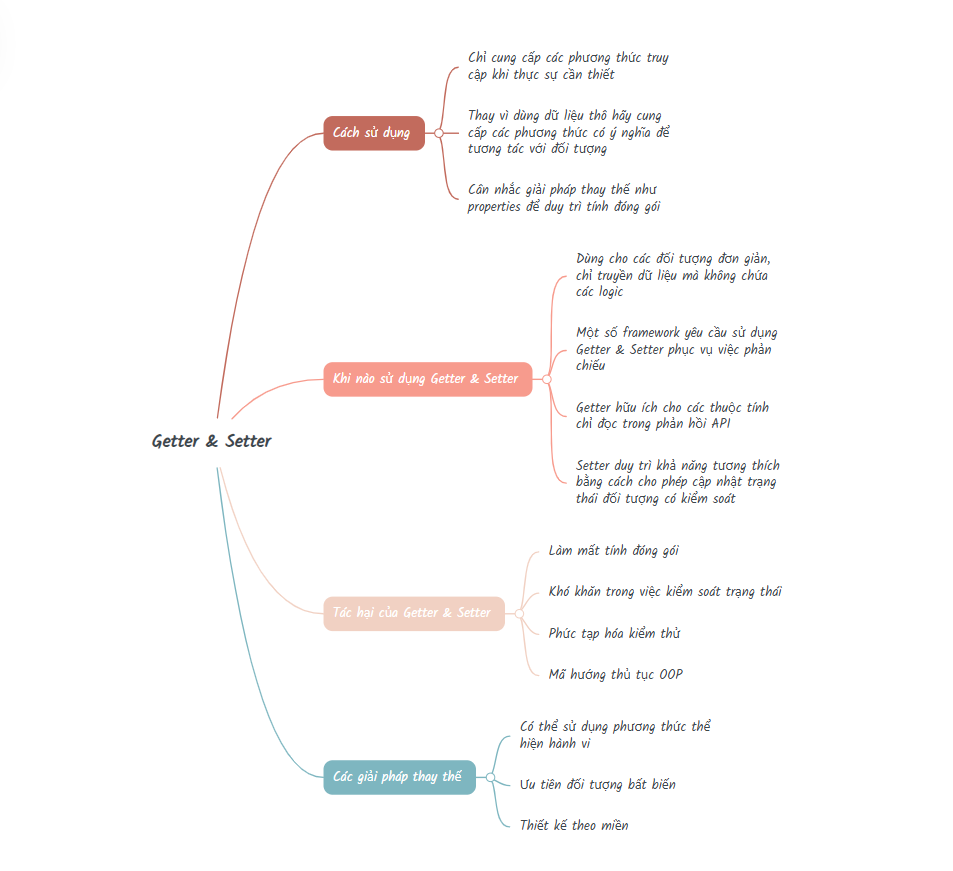 Getter & Setter
Cách sử dụng
Chỉ cung cấp các phương thức truy
cập khi thực sự cần thiết
Thay vì dùng dữ liệu thô hãy cung
cấp các phương thức có ý nghĩa để
tương tác với đối tượng
Cân nhắc giải pháp thay thế như
properties để duy trì tính đóng gói
Khi nào sử dụng Getter & Setter
Dùng cho các đối tượng đơn giản,
chỉ truyền dữ liệu mà không chứa
các logic
Một số framework yêu cầu sử dụng
Getter & Setter phục vụ việc phản
chiếu
Getter hữu ích cho các thuộc tính
chỉ đọc trong phản hồi API
Setter duy trì khả năng tương thích
bằng cách cho phép cập nhật trạng
thái đối tượng có kiểm soát
Tác hại của Getter & Setter
Làm mất tính đóng gói
Khó khăn trong việc kiểm soát trạng thái
Phức tạp hóa kiểm thử
Mã hướng thủ tục OOP
Các giải pháp thay thế
Có thể sử dụng phương thức thể
hiện hành vi
Ưu tiên đối tượng bất biến
Thiết kế theo miền